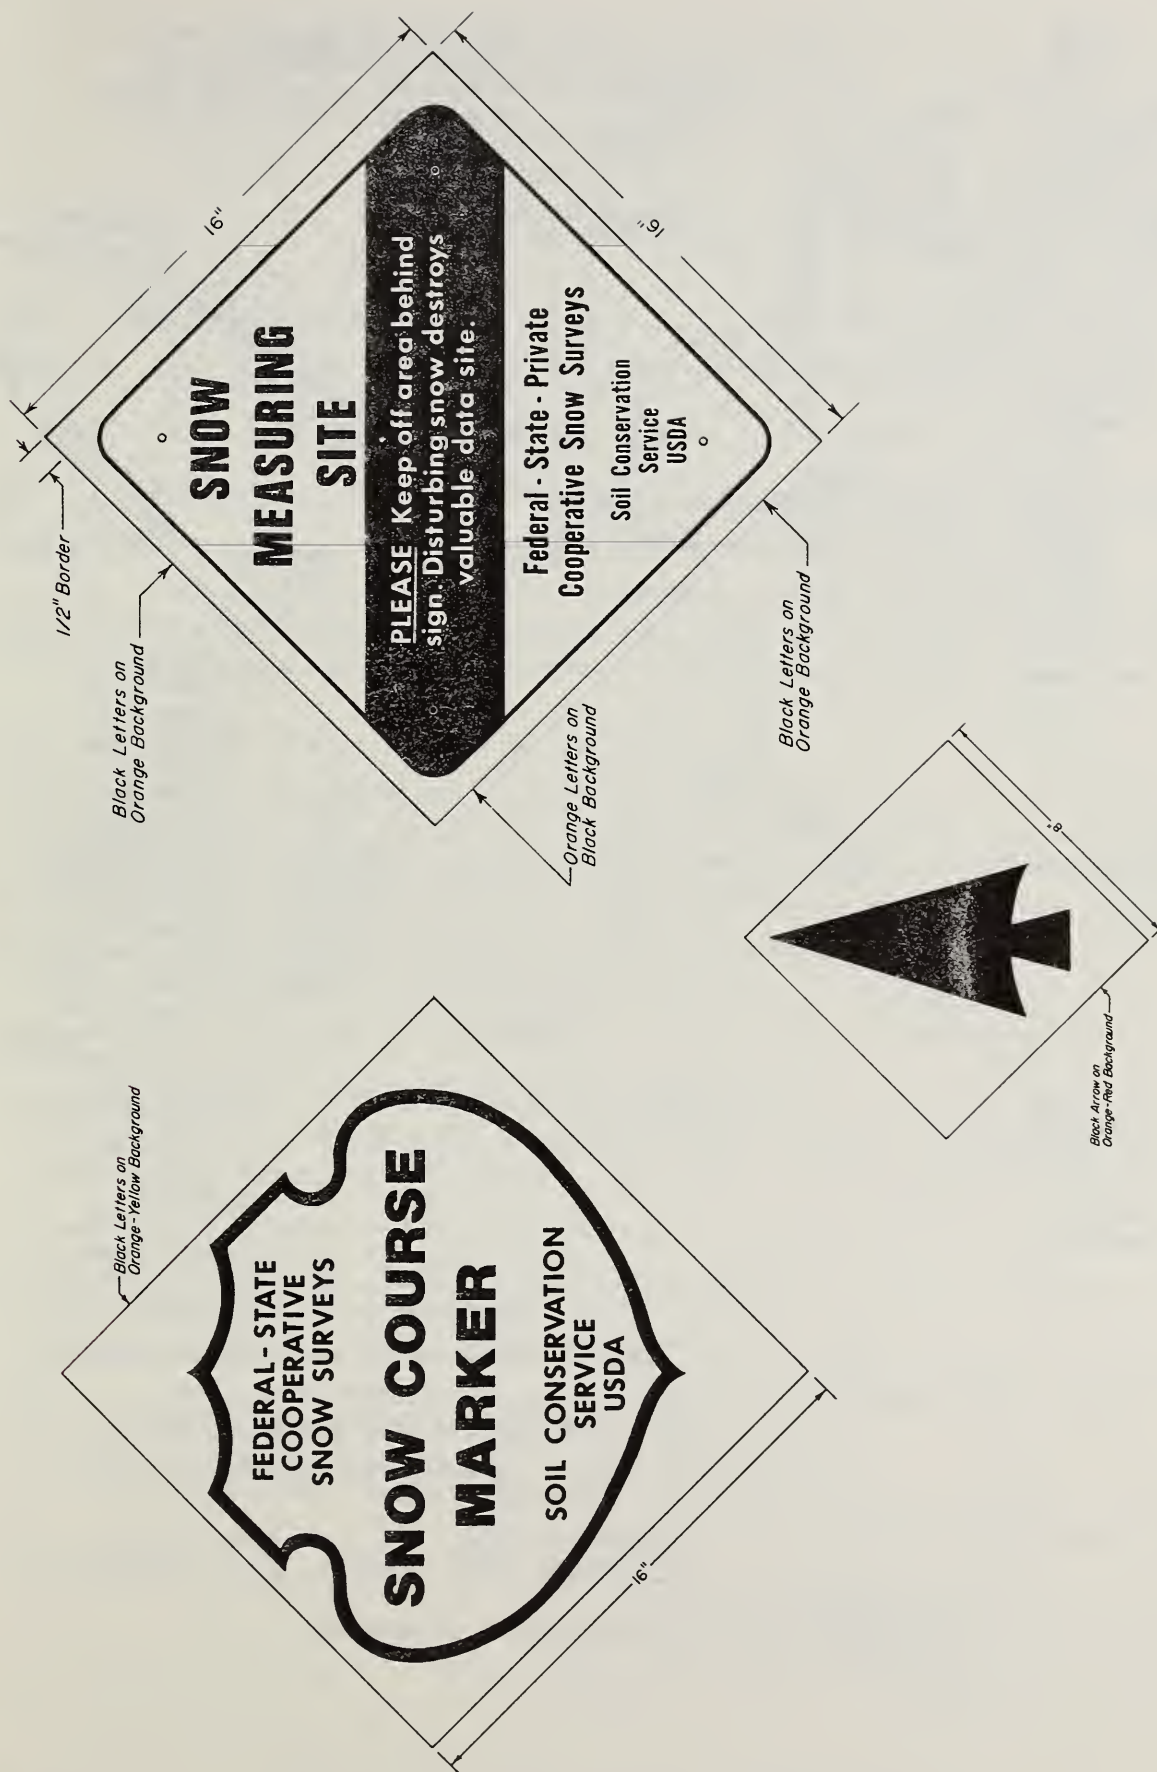 Black Letters on
Orange-Yellow Background
FEDERAL-STATE
COOPERATIVE
SNOW SURVEYS
SNOW COURSE
MARKER
SOIL CONSERVATION
SERVICE
USDA
16"
1/2" Border
16"
Black Letters on
Orange Background
SNOW
MEASURING
SITE
PLEASE Keep off area behind
sign. Disturbing snow destroys
valuable data site.
Federal - State - Private
Cooperative Snow Surveys
Soil Conservation
Service
USDA
16"
Orange Letters on
Black Background
Black Letters on
Orange Background
8"
Black Arrow on
Orange-Red Background